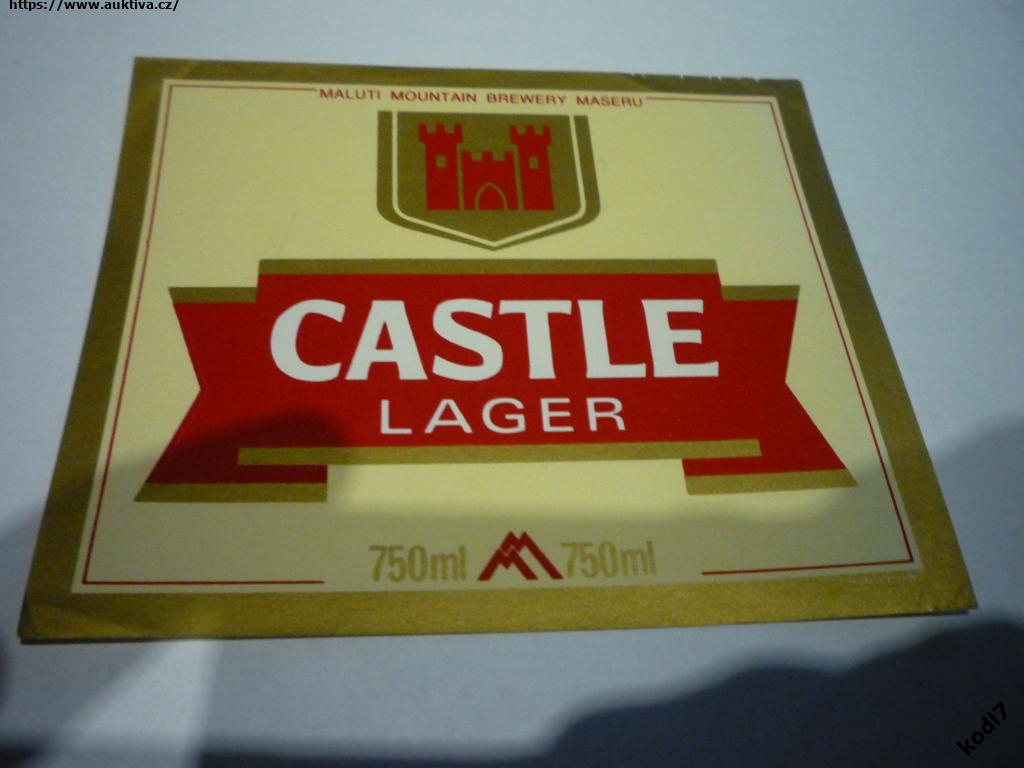 https://www.auktiva.cz/
MALUTI MOUNTAIN BREWERY MASERU
CASTLE
LAGER
750ml 750ml
kodl7